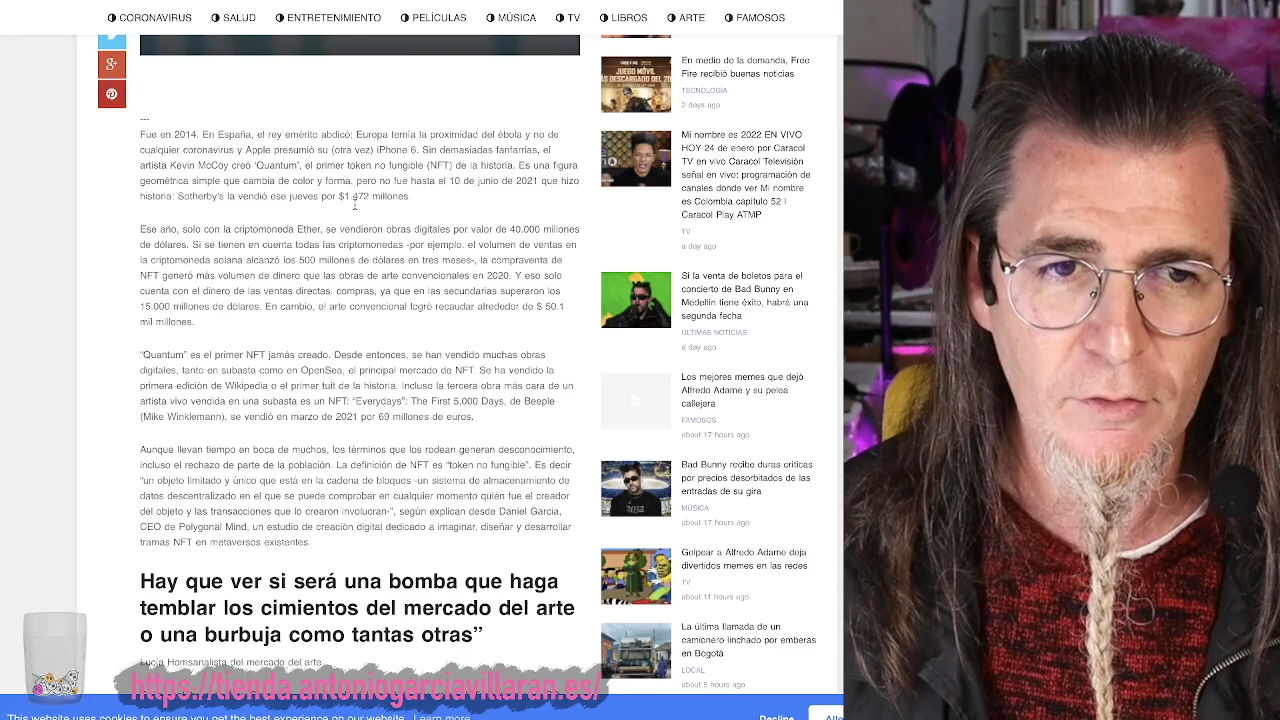 CORONAVIRUS SALUD ENTRETENIMIENTO PELÍCULAS MÚSICA TV LIBROS ARTE FAMOSOS
---
Fue en 2014. En España, el rey emérito abdicó; Europa temía la proximidad del ébola y no de
cualquier coronavirus y Apple presumió su (otra vez) iPhone 6. Sin demasiadas fanfarrias, el
artista Kevin McCoy creó ‘Quantum’, el primer token no fungible (NFT) de la historia. Es una figura
geométrica simple que cambia de color y forma, pero no fue hasta el 10 de junio de 2021 que hizo
historia: Sotherby's la vendió ese jueves por $1.472 millones.
Ese año, solo con la criptomoneda Ether, se vendieron obras digitales por valor de 40.000 millones
de dólares. Si se tienen en cuenta todas las criptomonedas -por ejemplo, el volumen de ventas en
la criptomoneda solana alcanzó los 500 millones de dólares en tres meses-, la compraventa de
NFT generó más volumen de dinero que las obras de arte convencionales en 2020. Y eso solo
cuenta con el dinero de las ventas directas. compras, ya que en las secundarias superaron los
15.000 millones de dólares. En cambio, el arte convencional logró recaudar alrededor de $ 50.1
mil millones.
“Quantum” es el primer NFT jamás creado. Desde entonces, se han vendido muchas obras
digitales, tanto en subasta como en OpenSea, el principal mercado de NFT. Se ha vendido la
primera edición de Wikipedia o el primer tuit de la historia. Incluso la tercera obra más cara de un
artista vivo vendida en una subasta es un NFT: “Everydays”: The First 5,000 Days, de Beeple
(Mike Winklemann), se vendió en marzo de 2021 por 69 millones de euros.
Aunque llevan tiempo en boca de muchos, los términos que los rodean generan desconocimiento,
incluso el rechazo de parte de la población. La definición de NFT es “token no fungible”. Es decir
“un objeto limitado y único que está en la cadena de bloques -un sistema de almacenamiento de
datos descentralizado en el que se puede comprobar en cualquier momento quién fue el creador
del objeto y las transacciones que lo crearon involucran-”, según explican desde Daniel García,
CEO de Polygonal Mind, un estudio de creación digital dedicado a imaginar, diseñar y desarrollar
tramas NFT en metaversos existentes.
Hay que ver si será una bomba que haga
temblar los cimientos del mercado del arte
o una burbuja como tantas otras”
Lucía Homsanalista del mercado del arte
En medio de la demanda, Free
Fire recibió buenas noticias
TECNOLOGÍA
2 days ago
Mi nombre es 2022 EN VIVO
HOY 24 de enero por Caracol
TV en vivo Caracol Televisión
señal en vivo: programación de
canales donde ver Mi nombre
es Colombia capítulo 52 |
Caracol Play ATMP
TV
a day ago
Si la venta de boletos para el
concierto de Bad Bunny en
Medellín tiene éxito, habrá una
segunda fecha
ÚLTIMAS NOTICIAS
a day ago
Los mejores memes que dejó
Alfredo Adame y su pelea
callejera
FAMOSOS
about 17 hours ago
Bad Bunny recibe duras críticas
por precios desorbitados de las
entradas de su gira
MÚSICA
about 17 hours ago
Golpear a Alfredo Adame deja
divertidos memes en las redes
TV
about 11 hours ago
La última llamada de un
camionero linchado por emberas
en Bogotá
LOCAL
about 5 hours ago
https://tienda.antoniogarciavillaran.es/
This website uses cookies to ensure you get the best experience on our website. Learn more
Decline